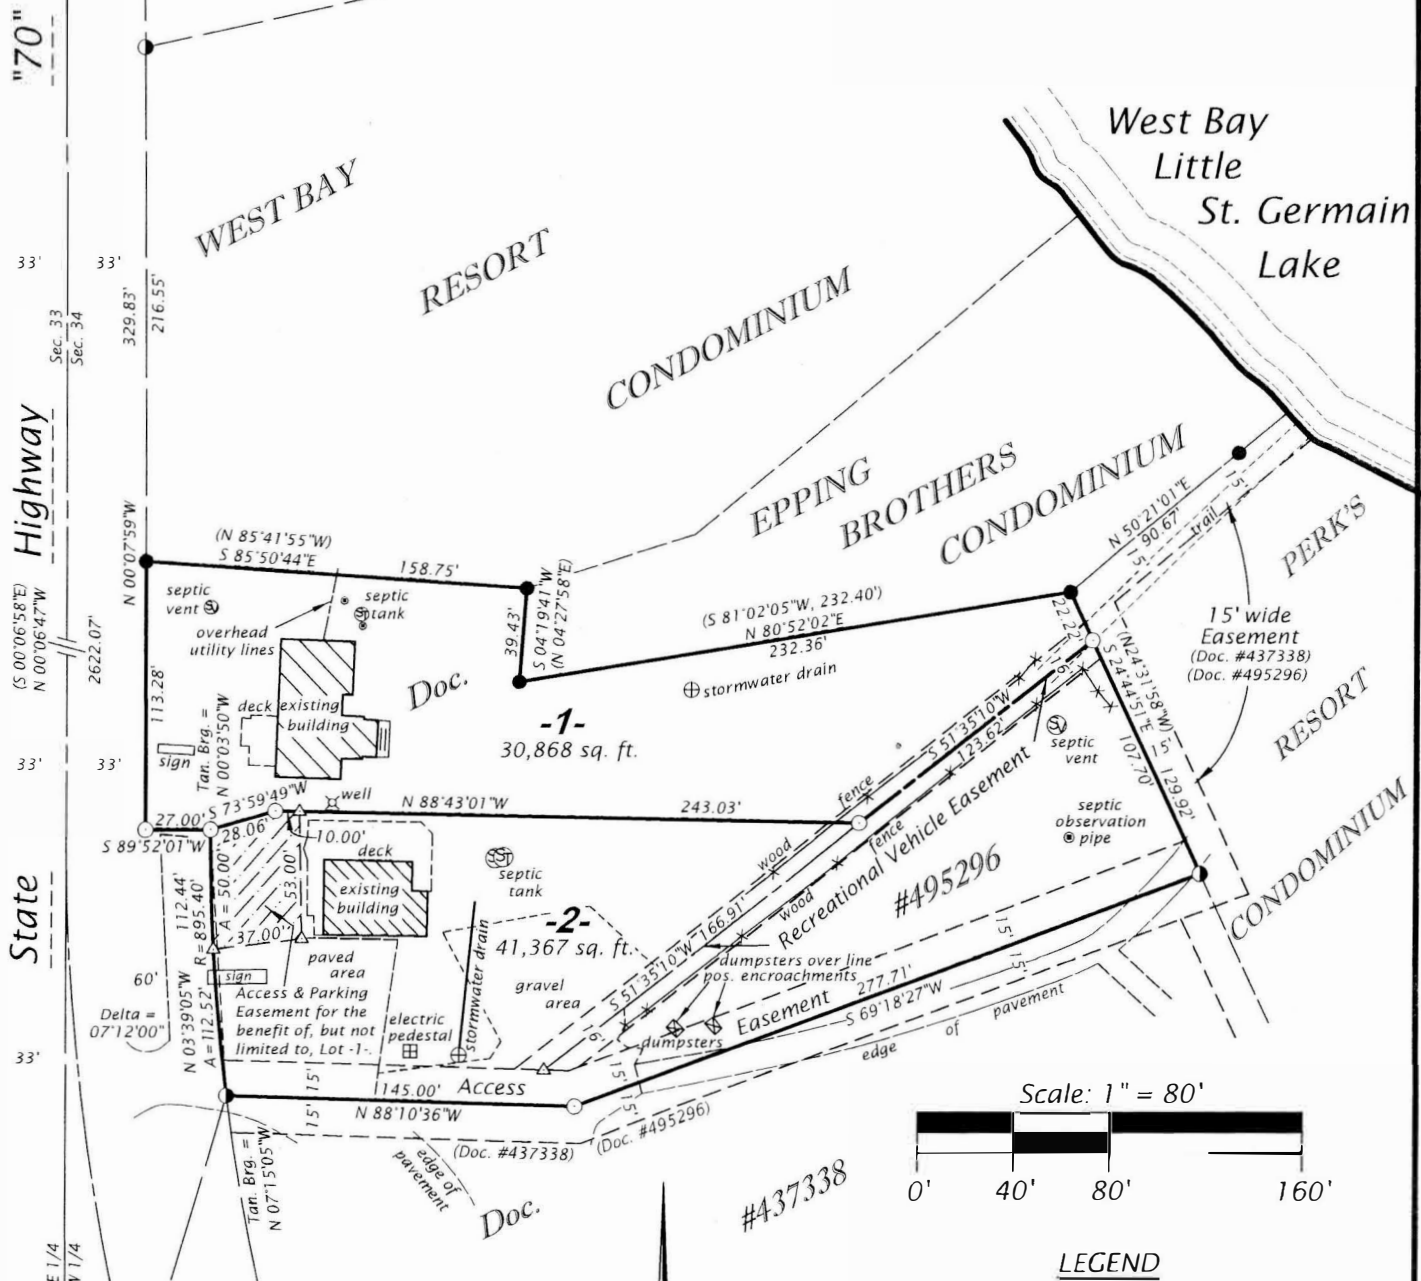 "70"
Highway
State
West Bay
Little
St. Germain
Lake
WEST BAY
RESORT
CONDOMINIUM
EPPING
BROTHERS
CONDOMINIUM
PERK'S
RESORT
CONDOMINIUM
33'
33'
Sec. 33
Sec. 34
329.83'
216.55'
N 00°07'59"W
(S 00°06'58"E)
N 00°06'47"W
2622.07'
113.28'
(N 85°41'55"W)
S 85°50'44"E
158.75'
39.43'
S 04°19'41"W
(N 04°27'58"E)
(S 81°02'05"W, 232.40')
N 80°52'02"E
232.36'
N 50°21'01"E
90.67'
15'
5'
trail
22.22'
15' wide
Easement
(Doc. #437338)
(Doc. #495296)
(N24°31'58"W)
S 24°44'51"E
15'
107.70'
129.92'
septic
vent
septic
tank
overhead
utility lines
deck
existing
building
sign
Tan. Brg. =
N 00°03'50"W
Doc.
-1-
30,868 sq. ft.
stormwater drain
33'
33'
well
S 73°59'49"W
28.06'
27.00'
S 89°52'01"W
N 88°43'01"W
243.03'
10.00'
deck
existing
building
septic
tank
wood
fence
S 51°35'10"W
123.62'
6'
wood
fence
Recreational Vehicle Easement
septic
vent
septic
observation
pipe
#495296
112.44'
R = 895.40'
A = 50.00'
53.00'
37.00'
-2-
41,367 sq. ft.
S 51°35'10"W 166.91'
6'
paved
area
sign
gravel
area
stormwater drain
Access & Parking
Easement for the
benefit of, but not
limited to, Lot -1-.
electric
pedestal
dumpsters over line
pos. encroachments
dumpsters
Easement
277.71'
S 69°18'27"W
15'
15'
edge of pavement
60'
Delta =
07°12'00"
N 03°39'05"W
A = 112.52'
33'
15'
15'
145.00'
Access
N 88°10'36"W
15'
15'
(Doc. #437338)
(Doc. #495296)
edge of
pavement
Tan. Brg. =
N 07°15'05"W
Doc.
#437338
Scale: 1" = 80'
0' 40' 80' 160'
LEGEND